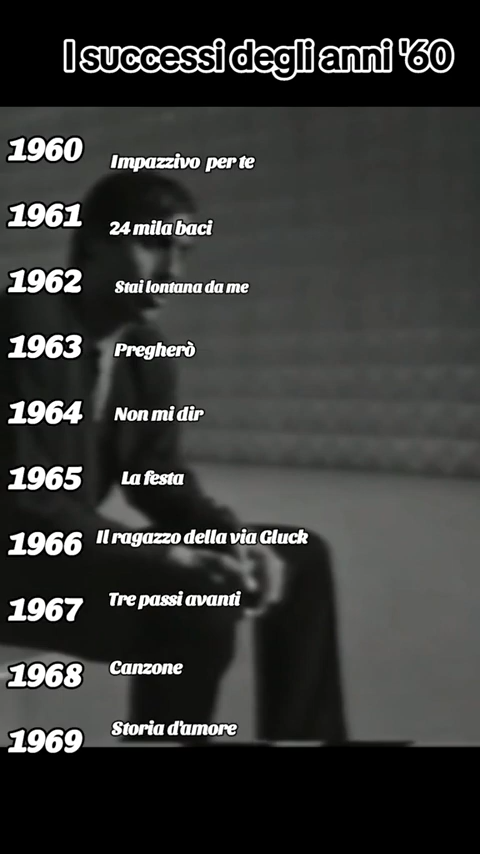 I successi degli anni '60
1960 Impazzivo per te
1961 24 mila baci
1962 Stai lontana da me
1963 Pregherò
1964 Non mi dir
1965 La festa
1966 Il ragazzo della via Gluck
1967 Tre passi avanti
1968 Canzone
1969 Storia d'amore